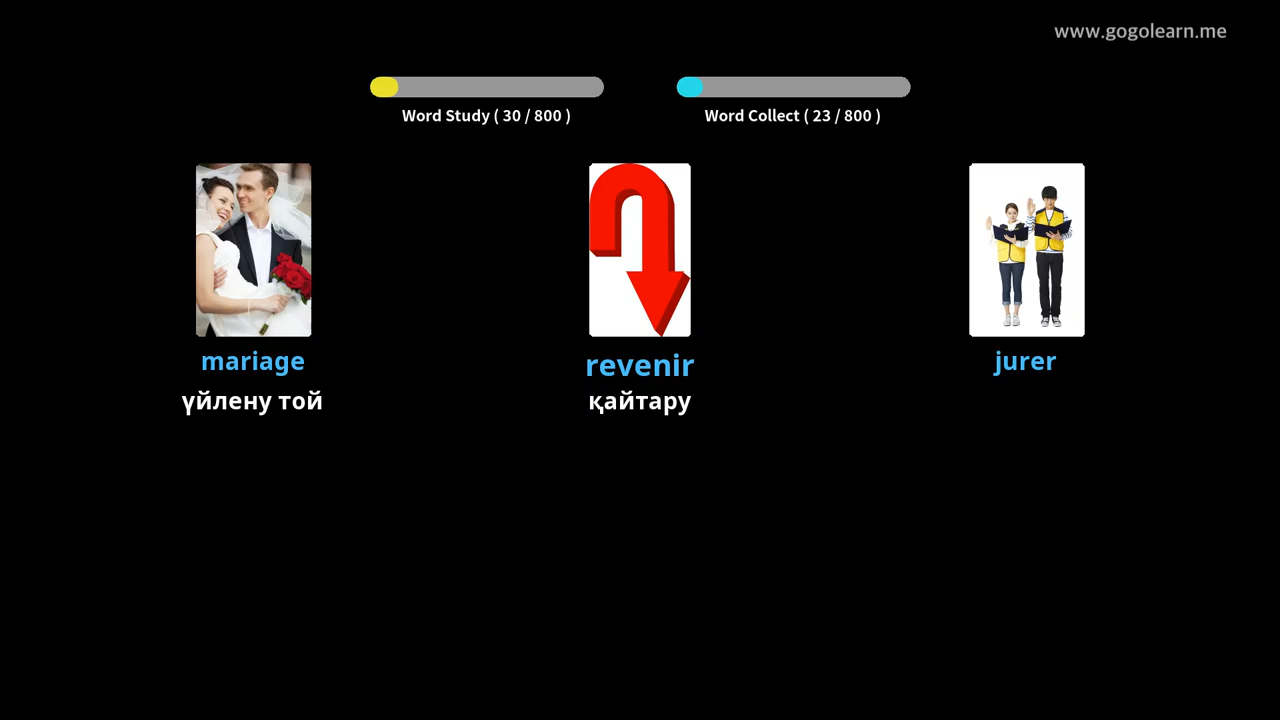 www.gogolearn.me
Word Study ( 30 / 800 )
Word Collect ( 23 / 800 )
mariage
revenir
jurer
үйлену той
қайтару